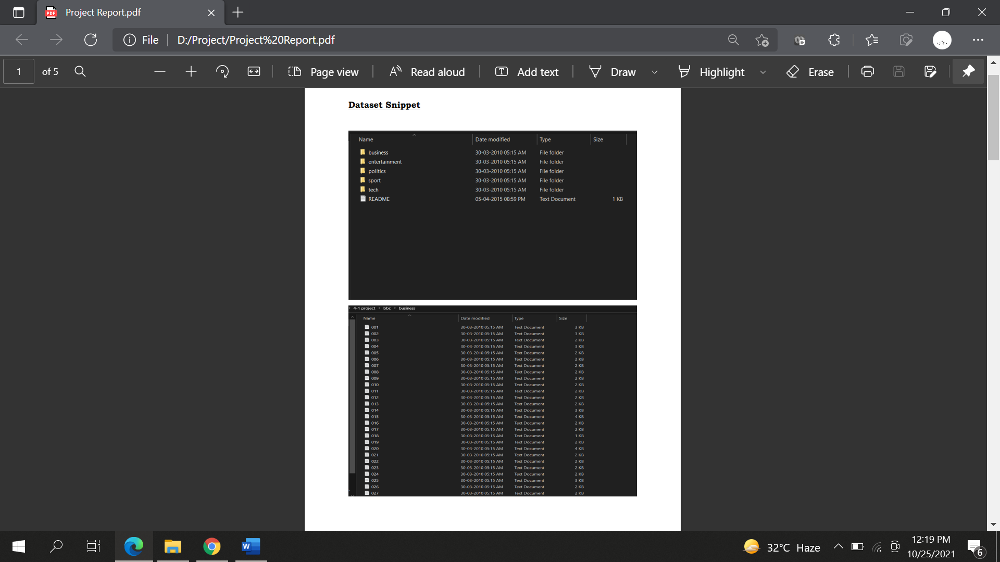 Project Report.pdf
File D:/Project/Project%20Report.pdf
1 of 5 Page view Read aloud Add text Draw Highlight Erase
Dataset Snippet
Name Date modified Type Size
business 30-03-2010 05:15 AM File folder
entertainment 30-03-2010 05:15 AM File folder
politics 30-03-2010 05:15 AM File folder
sport 30-03-2010 05:15 AM File folder
tech 30-03-2010 05:15 AM File folder
README 05-04-2015 08:59 PM Text Document 1 KB
4-1 project > bbc > business
Name Date modified Type Size
001 30-03-2010 05:15 AM Text Document 3 KB
002 30-03-2010 05:15 AM Text Document 3 KB
003 30-03-2010 05:15 AM Text Document 2 KB
004 30-03-2010 05:15 AM Text Document 3 KB
005 30-03-2010 05:15 AM Text Document 2 KB
006 30-03-2010 05:15 AM Text Document 2 KB
007 30-03-2010 05:15 AM Text Document 2 KB
008 30-03-2010 05:15 AM Text Document 2 KB
009 30-03-2010 05:15 AM Text Document 2 KB
010 30-03-2010 05:15 AM Text Document 2 KB
011 30-03-2010 05:15 AM Text Document 2 KB
012 30-03-2010 05:15 AM Text Document 2 KB
013 30-03-2010 05:15 AM Text Document 2 KB
014 30-03-2010 05:15 AM Text Document 3 KB
015 30-03-2010 05:15 AM Text Document 4 KB
016 30-03-2010 05:15 AM Text Document 2 KB
017 30-03-2010 05:15 AM Text Document 2 KB
018 30-03-2010 05:15 AM Text Document 1 KB
019 30-03-2010 05:15 AM Text Document 2 KB
020 30-03-2010 05:15 AM Text Document 4 KB
021 30-03-2010 05:15 AM Text Document 2 KB
022 30-03-2010 05:15 AM Text Document 2 KB
023 30-03-2010 05:15 AM Text Document 2 KB
024 30-03-2010 05:15 AM Text Document 2 KB
025 30-03-2010 05:15 AM Text Document 3 KB
026 30-03-2010 05:15 AM Text Document 2 KB
027 30-03-2010 05:15 AM Text Document 2 KB
32°C Haze
12:19 PM
10/25/2021
6